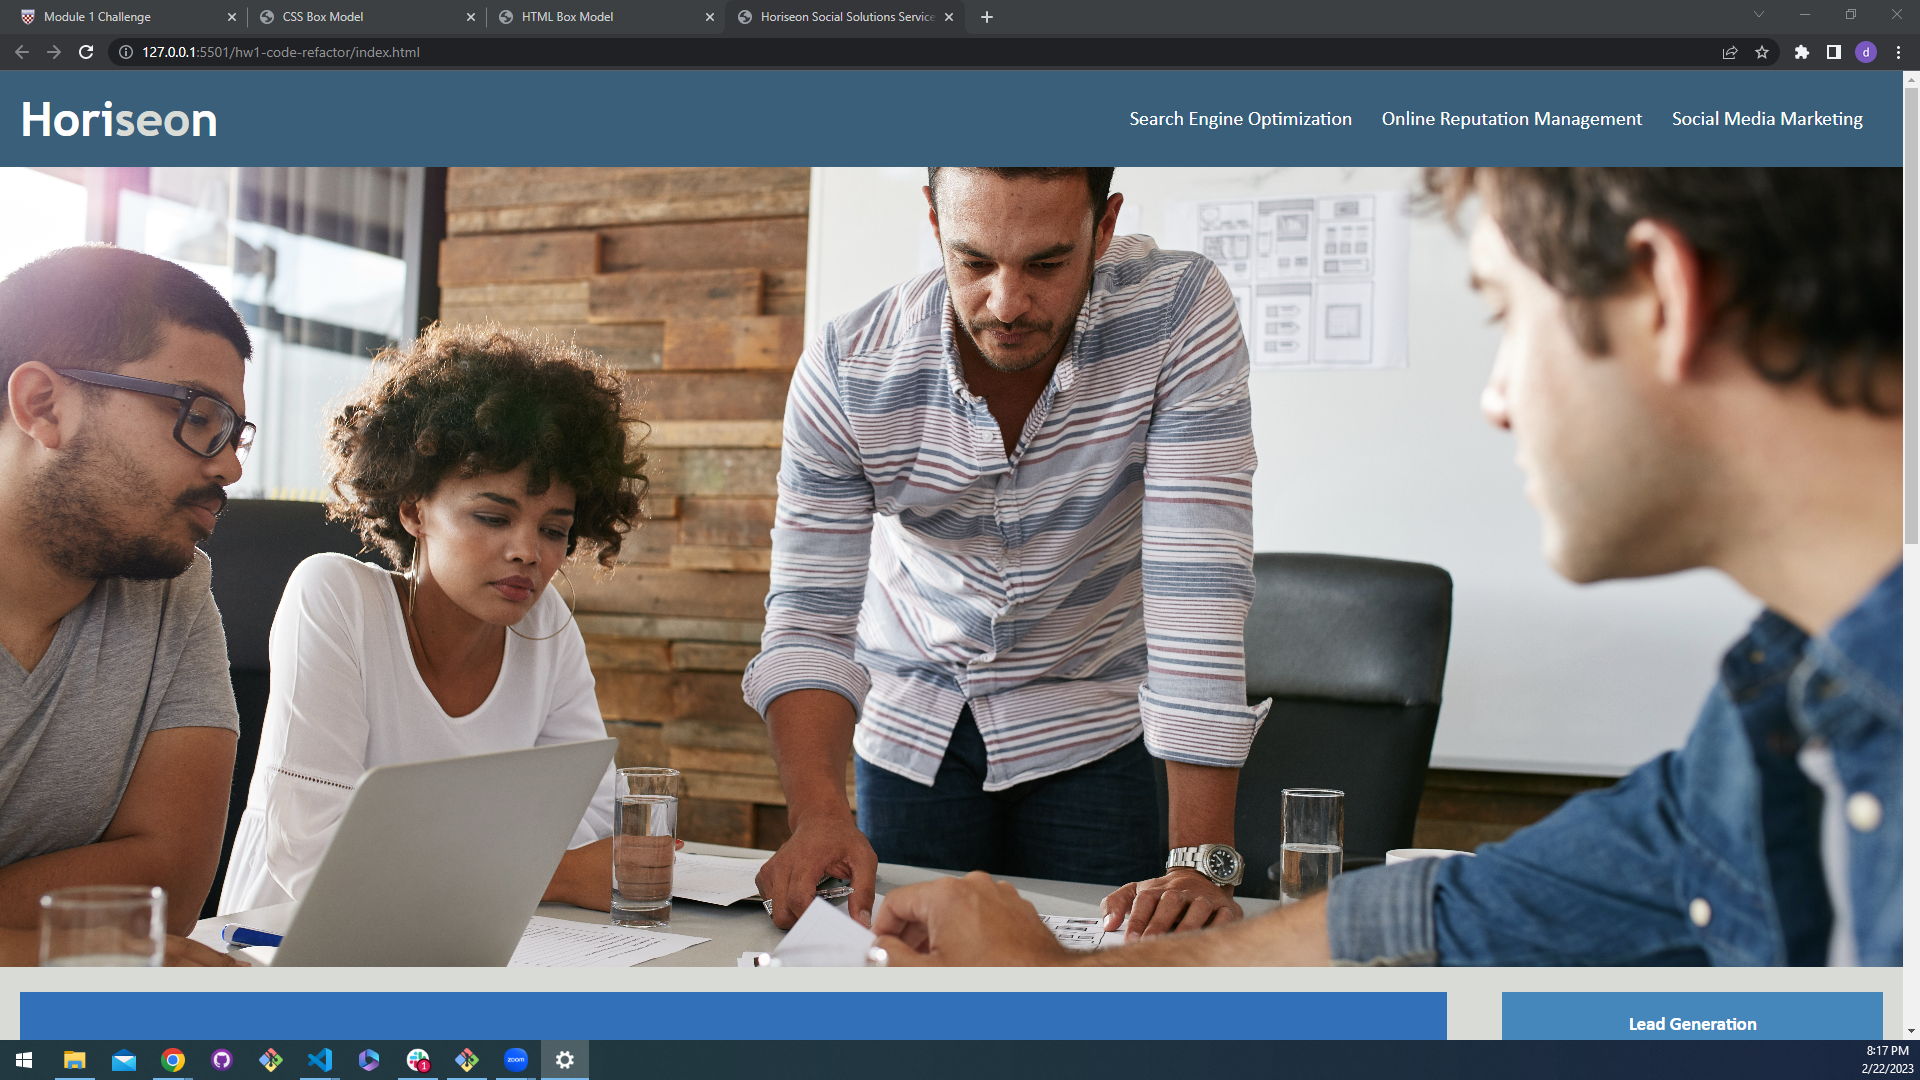 Module 1 Challenge
CSS Box Model
HTML Box Model
Horiseon Social Solutions Service
127.0.0.1:5501/hw1-code-refactor/index.html
d
Horiseon
Search Engine Optimization
Online Reputation Management
Social Media Marketing
Lead Generation
1
zoom
8:17 PM
2/22/2023